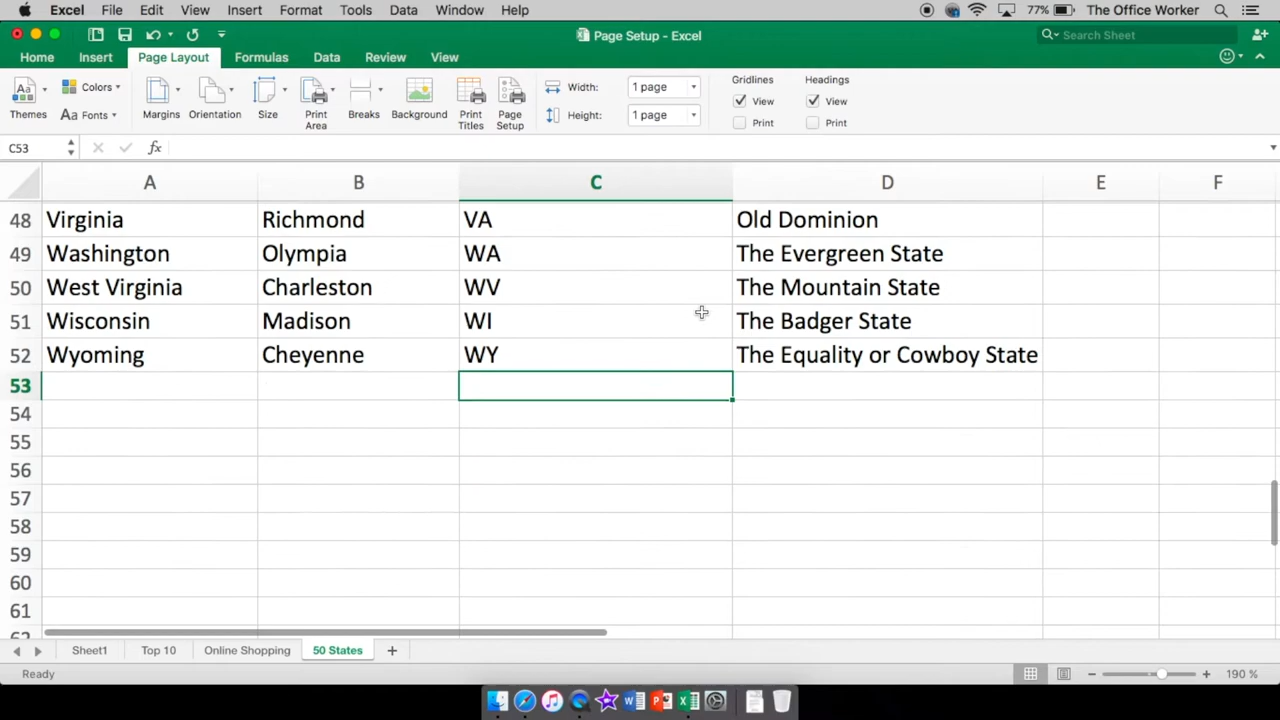 Excel File Edit View Insert Format Tools Data Window Help 77% The Office Worker
Page Setup - Excel
Search Sheet
Home Insert Page Layout Formulas Data Review View
Themes
Colors
Aa Fonts
Margins
Orientation
Size
Print Area
Breaks
Background
Print Titles
Page Setup
Width: 1 page
Height: 1 page
Gridlines
View
Print
Headings
View
Print
C53 fx
A B C D E F
48 Virginia Richmond VA Old Dominion
49 Washington Olympia WA The Evergreen State
50 West Virginia Charleston WV The Mountain State
51 Wisconsin Madison WI The Badger State
52 Wyoming Cheyenne WY The Equality or Cowboy State
53
54
55
56
57
58
59
60
61
62
Sheet1 Top 10 Online Shopping 50 States +
Ready 190 %